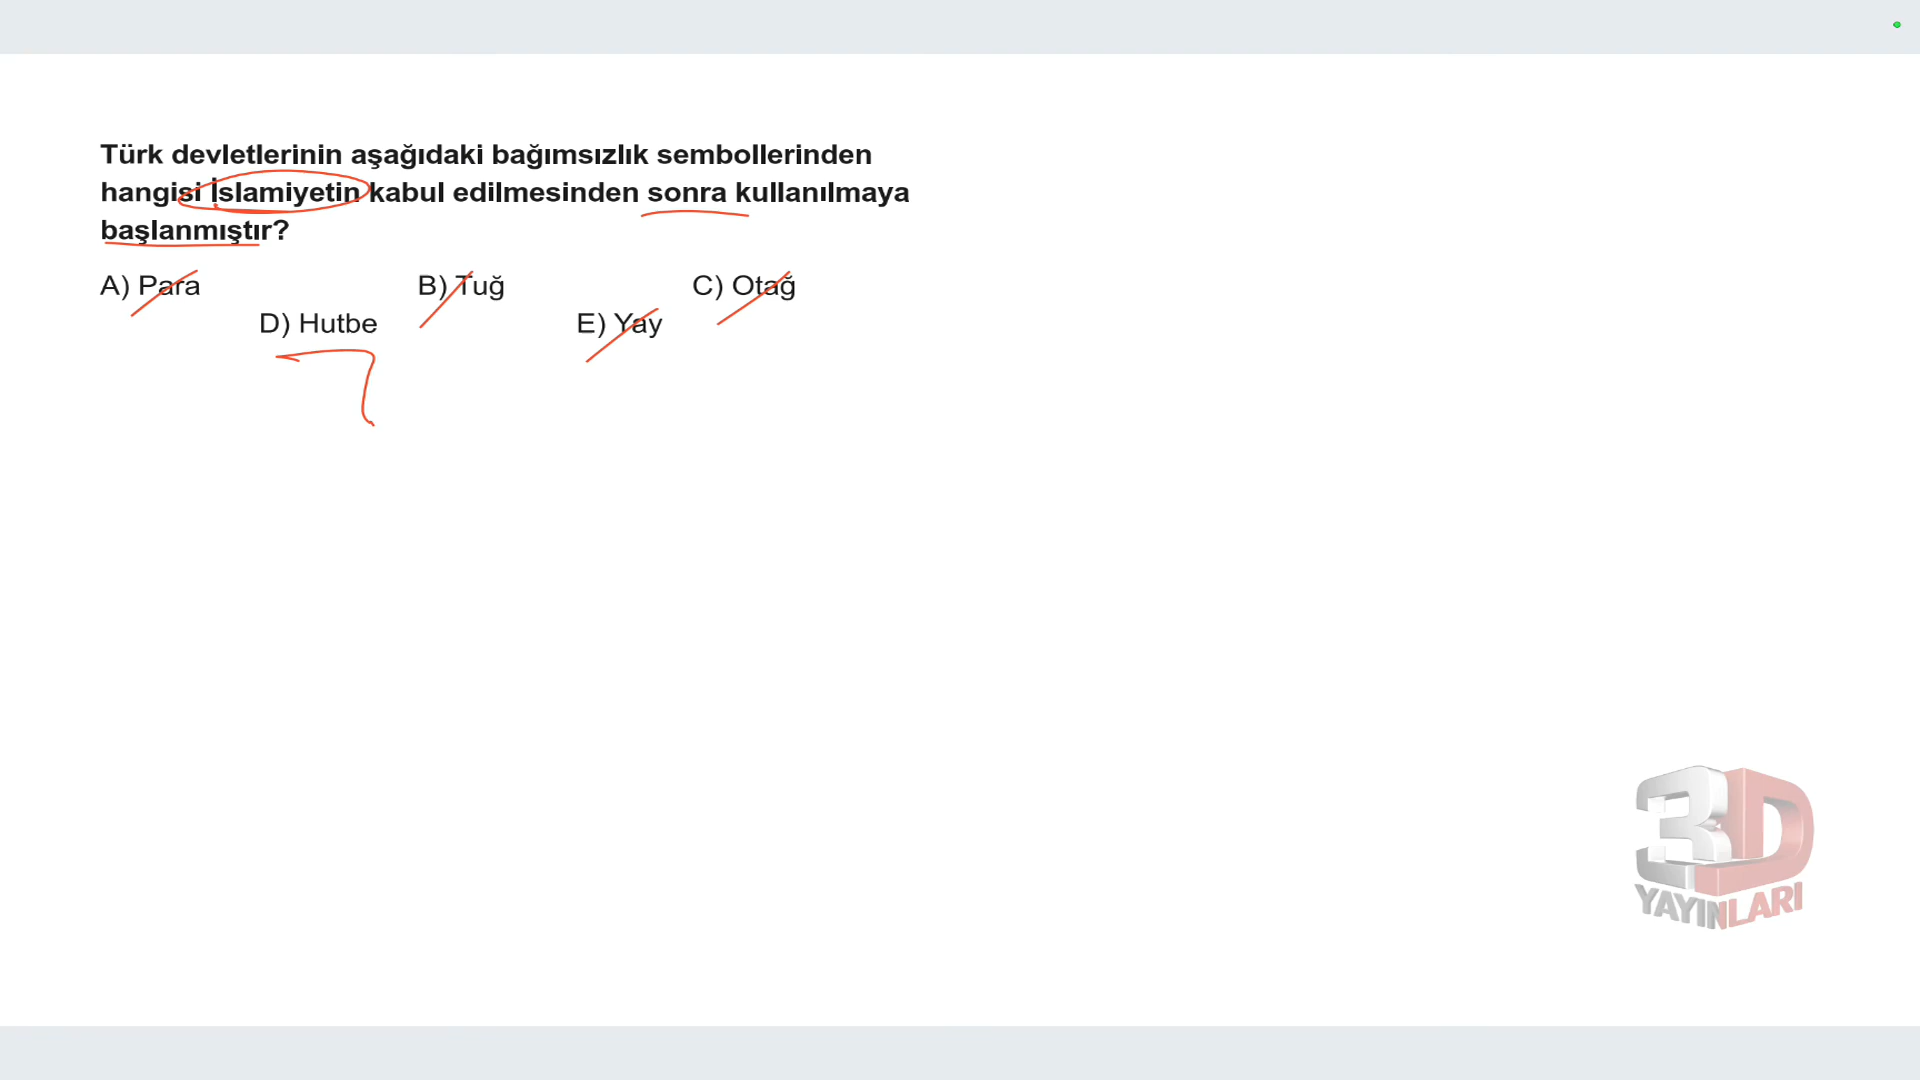 Türk devletlerinin aşağıdaki bağımsızlık sembollerinden
hangisi İslamiyetin kabul edilmesinden sonra kullanılmaya
başlanmıştır?
A) Para B) Tuğ C) Otağ
D) Hutbe E) Yay
3D
YAYINLARI